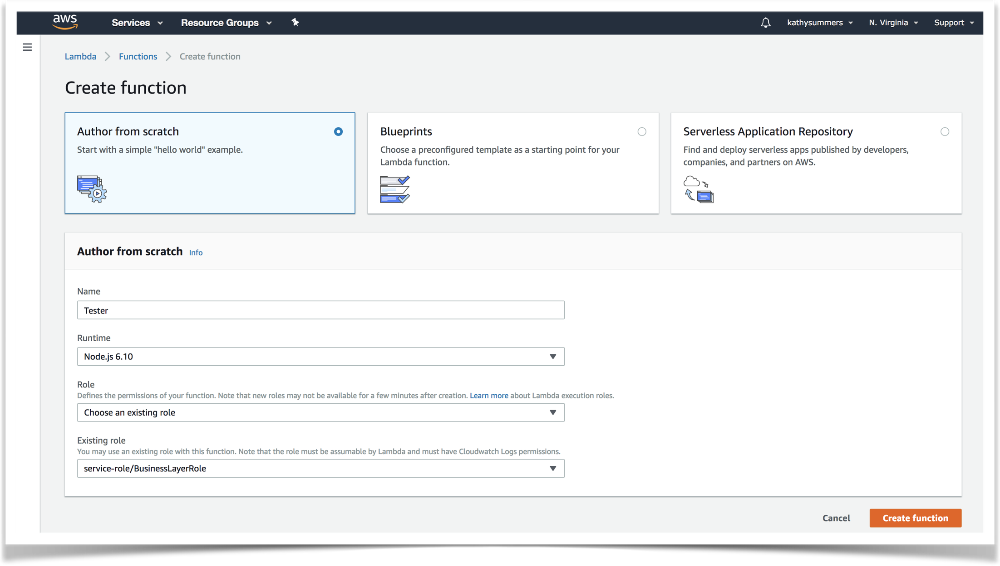 aws Services Resource Groups kathysummers N. Virginia Support
Lambda Functions Create function
Create function
Author from scratch
Start with a simple "hello world" example.
Blueprints
Choose a preconfigured template as a starting point for your
Lambda function.
Serverless Application Repository
Find and deploy serverless apps published by developers,
companies, and partners on AWS.
Author from scratch Info
Name
Tester
Runtime
Node.js 6.10
Role
Defines the permissions of your function. Note that new roles may not be available for a few minutes after creation. Learn more about Lambda execution roles.
Choose an existing role
Existing role
You may use an existing role with this function. Note that the role must be assumable by Lambda and must have Cloudwatch Logs permissions.
service-role/BusinessLayerRole
Cancel Create function